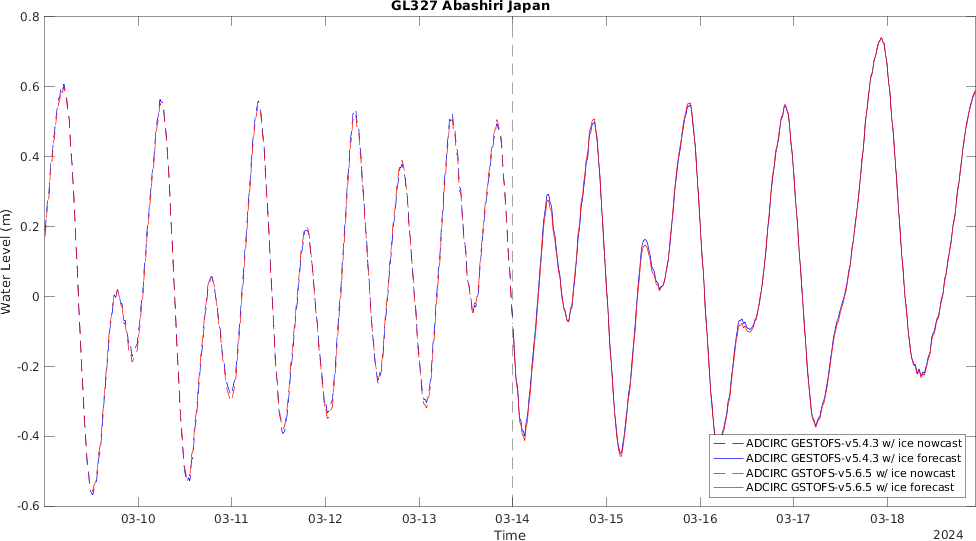 GL327 Abashiri Japan
0.8
0.6
0.4
0.2
0
-0.2
-0.4
-0.6
Water Level (m)
ADCIRC GESTOFS-v5.4.3 w/ ice nowcast
ADCIRC GESTOFS-v5.4.3 w/ ice forecast
ADCIRC GSTOFS-v5.6.5 w/ ice nowcast
ADCIRC GSTOFS-v5.6.5 w/ ice forecast
03-10 03-11 03-12 03-13 03-14 03-15 03-16 03-17 03-18
Time
2024